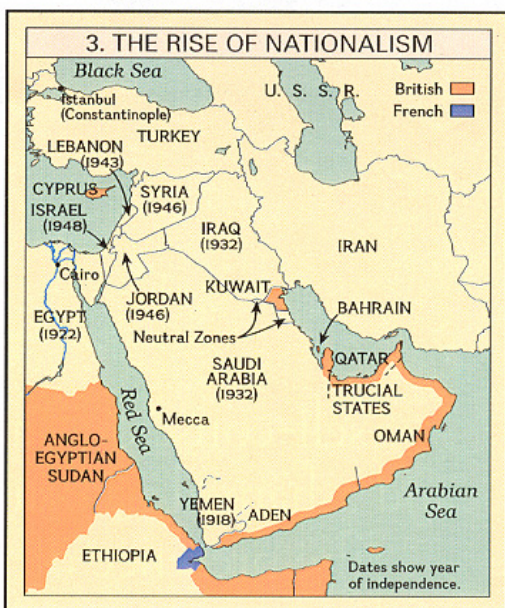 3. THE RISE OF NATIONALISM
Black Sea
U. S. S. R.
British
French
Istanbul
(Constantinople)
TURKEY
LEBANON
(1943)
CYPRUS
SYRIA
(1946)
ISRAEL
(1948)
IRAQ
(1932)
IRAN
Cairo
JORDAN
(1946)
KUWAIT
BAHRAIN
EGYPT
(1922)
Neutral Zones
QATAR
SAUDI
ARABIA
(1932)
TRUCIAL
STATES
Red Sea
Mecca
OMAN
ANGLO-
EGYPTIAN
SUDAN
Arabian
Sea
YEMEN
(1918)
ADEN
ETHIOPIA
Dates show year
of independence.